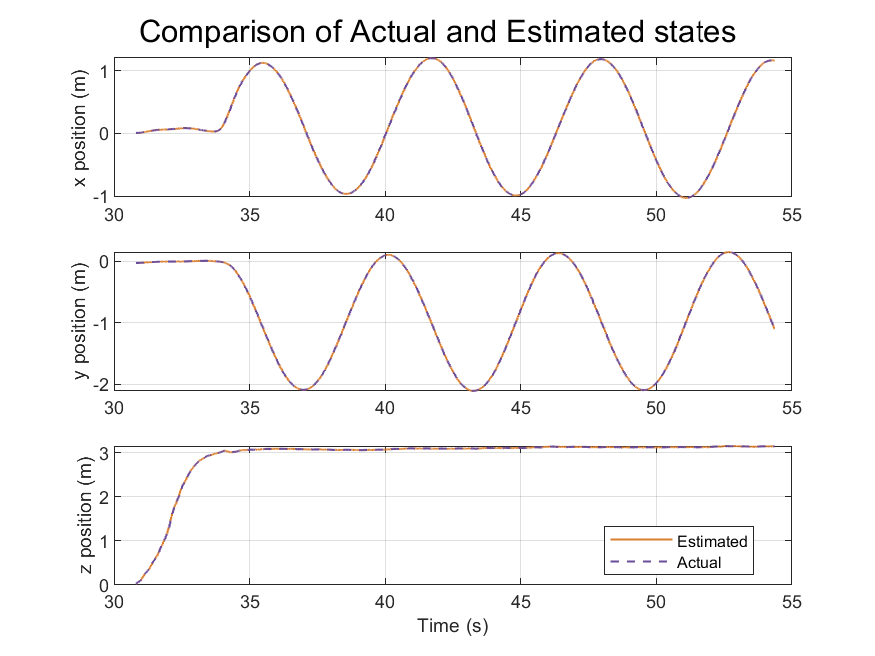 Comparison of Actual and Estimated states
x position (m)
1
0
-1
30 35 40 45 50 55
y position (m)
0
-1
-2
30 35 40 45 50 55
z position (m)
3
2
1
0
30 35 40 45 50 55
Time (s)
Estimated
Actual